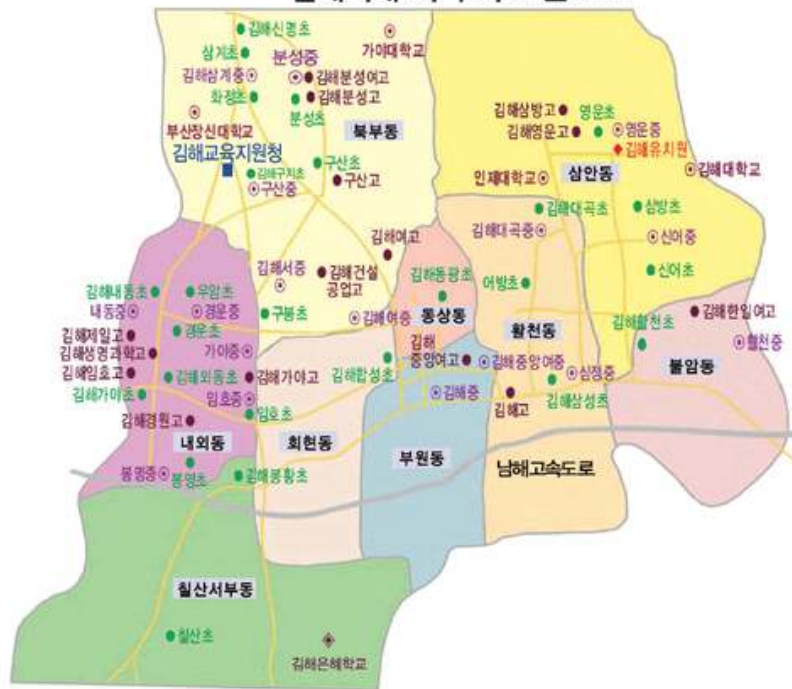 김해신명초
가야대학교
삼계초
분성중
김해삼계중
김해분성여고
화정초
김해분성고
분성초
부산장신대학교
북부동
김해교육지원청
구산초
김해구지초
구산고
구산중
김해삼방고
영운초
김해영운고
영운중
김해유치원
김해대학교
인제대학교
삼안동
김해대곡초
삼방초
김해대곡중
신어중
신어초
김해여고
김해서중
김해건설
공업고
김해동광초
어방초
김해내동초
우암초
내동중
경운중
구봉초
김해여중
동상동
활천동
김해활천초
김해한일여고
활천중
김해제일고
경운초
김해생명과학고
가야중
김해
중앙여고
김해중앙여중
불암동
김해임호고
김해외동초
김해가야고
김해합성초
삼정중
김해가야초
임호중
김해중
김해고
김해삼성초
김해경원고
임호초
내외동
회현동
부원동
남해고속도로
봉명중
봉명초
김해봉황초
칠산서부동
칠산초
김해은혜학교